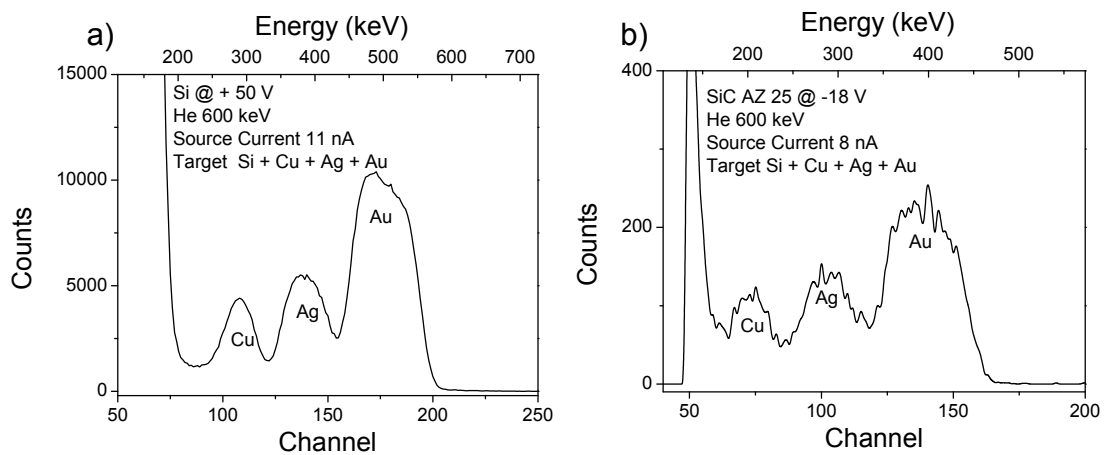 a)
Energy (keV)
200 300 400 500 600 700
15000
10000
5000
0
Counts
Si @ + 50 V
He 600 keV
Source Current 11 nA
Target Si + Cu + Ag + Au
Cu
Ag
Au
50 100 150 200 250
Channel
b)
Energy (keV)
200 300 400 500
400
200
0
Counts
SiC AZ 25 @ -18 V
He 600 keV
Source Current 8 nA
Target Si + Cu + Ag + Au
Cu
Ag
Au
50 100 150 200
Channel